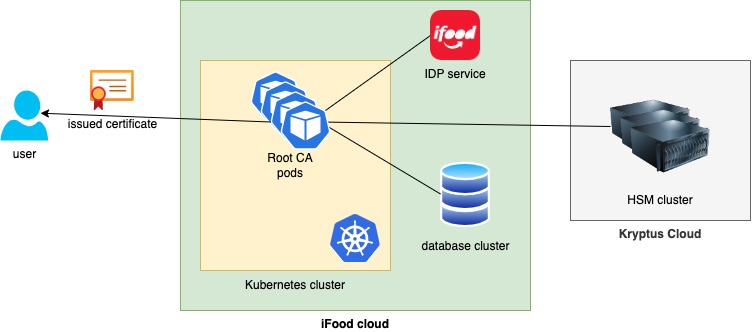 ifood
IDP service
issued certificate
user
Root CA
pods
HSM cluster
Kryptus Cloud
database cluster
Kubernetes cluster
iFood cloud